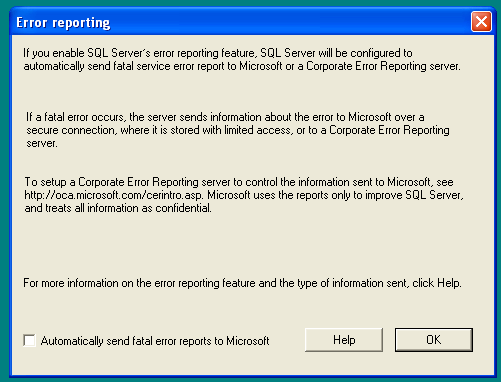 Error reporting
If you enable SQL Server's error reporting feature, SQL Server will be configured to
automatically send fatal service error report to Microsoft or a Corporate Error Reporting server.
If a fatal error occurs, the server sends information about the error to Microsoft over a
secure connection, where it is stored with limited access, or to a Corporate Error Reporting
server.
To setup a Corporate Error Reporting server to control the information sent to Microsoft, see
http://oca.microsoft.com/cerintro.asp. Microsoft uses the reports only to improve SQL Server,
and treats all information as confidential.
For more information on the error reporting feature and the type of information sent, click Help.
Automatically send fatal error reports to Microsoft
Help
OK